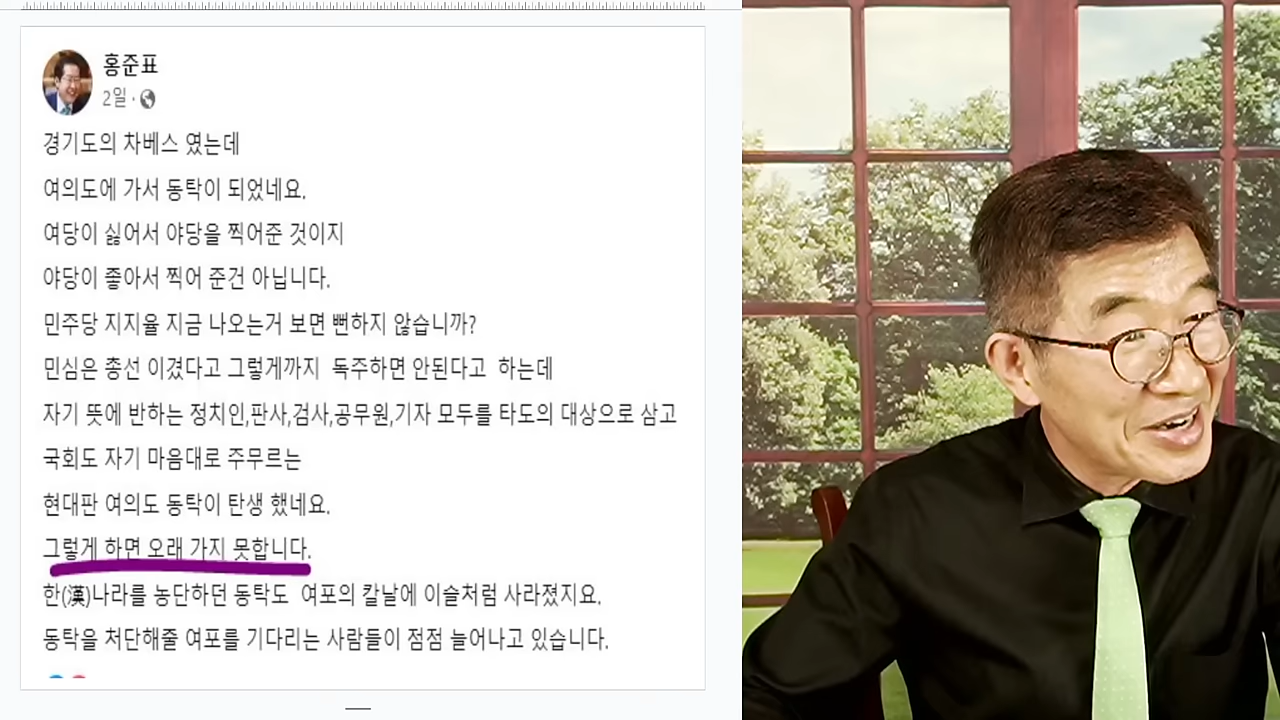 홍준표
2일 ·
경기도의 차베스 였는데
여의도에 가서 동탁이 되었네요.
여당이 싫어서 야당을 찍어준 것이지
야당이 좋아서 찍어 준건 아닙니다.
민주당 지지율 지금 나오는거 보면 뻔하지 않습니까?
민심은 총선 이겼다고 그렇게까지 독주하면 안된다고 하는데
자기 뜻에 반하는 정치인,판사,검사,공무원,기자 모두를 타도의 대상으로 삼고
국회도 자기 마음대로 주무르는
현대판 여의도 동탁이 탄생 했네요.
그렇게 하면 오래 가지 못합니다.
한(漢)나라를 농단하던 동탁도 여포의 칼날에 이슬처럼 사라졌지요.
동탁을 처단해줄 여포를 기다리는 사람들이 점점 늘어나고 있습니다.